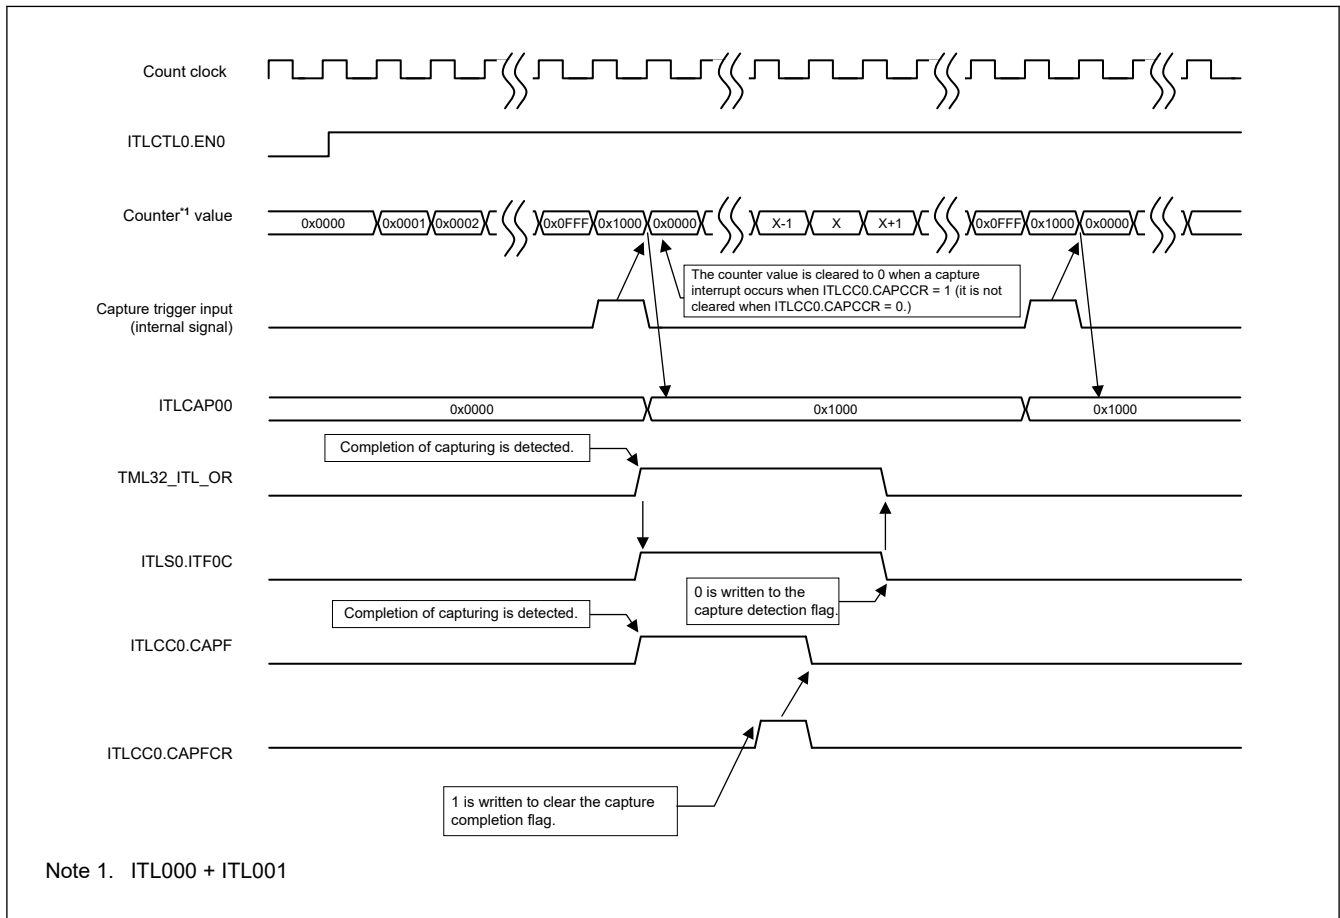 Count clock
ITLCTL0.EN0
Counter*1 value
0x0000 0x0001 0x0002 0x0FFF 0x1000 0x0000 X-1 X X+1 0x0FFF 0x1000 0x0000
The counter value is cleared to 0 when a capture
interrupt occurs when ITLCC0.CAPCCR = 1 (it is not
cleared when ITLCC0.CAPCCR = 0.)
Capture trigger input
(internal signal)
ITLCAP00
0x0000 0x1000 0x1000
Completion of capturing is detected.
TML32_ITL_OR
ITLS0.ITF0C
0 is written to the
capture detection flag.
Completion of capturing is detected.
ITLCC0.CAPF
ITLCC0.CAPFCR
1 is written to clear the capture
completion flag.
Note 1. ITL000 + ITL001